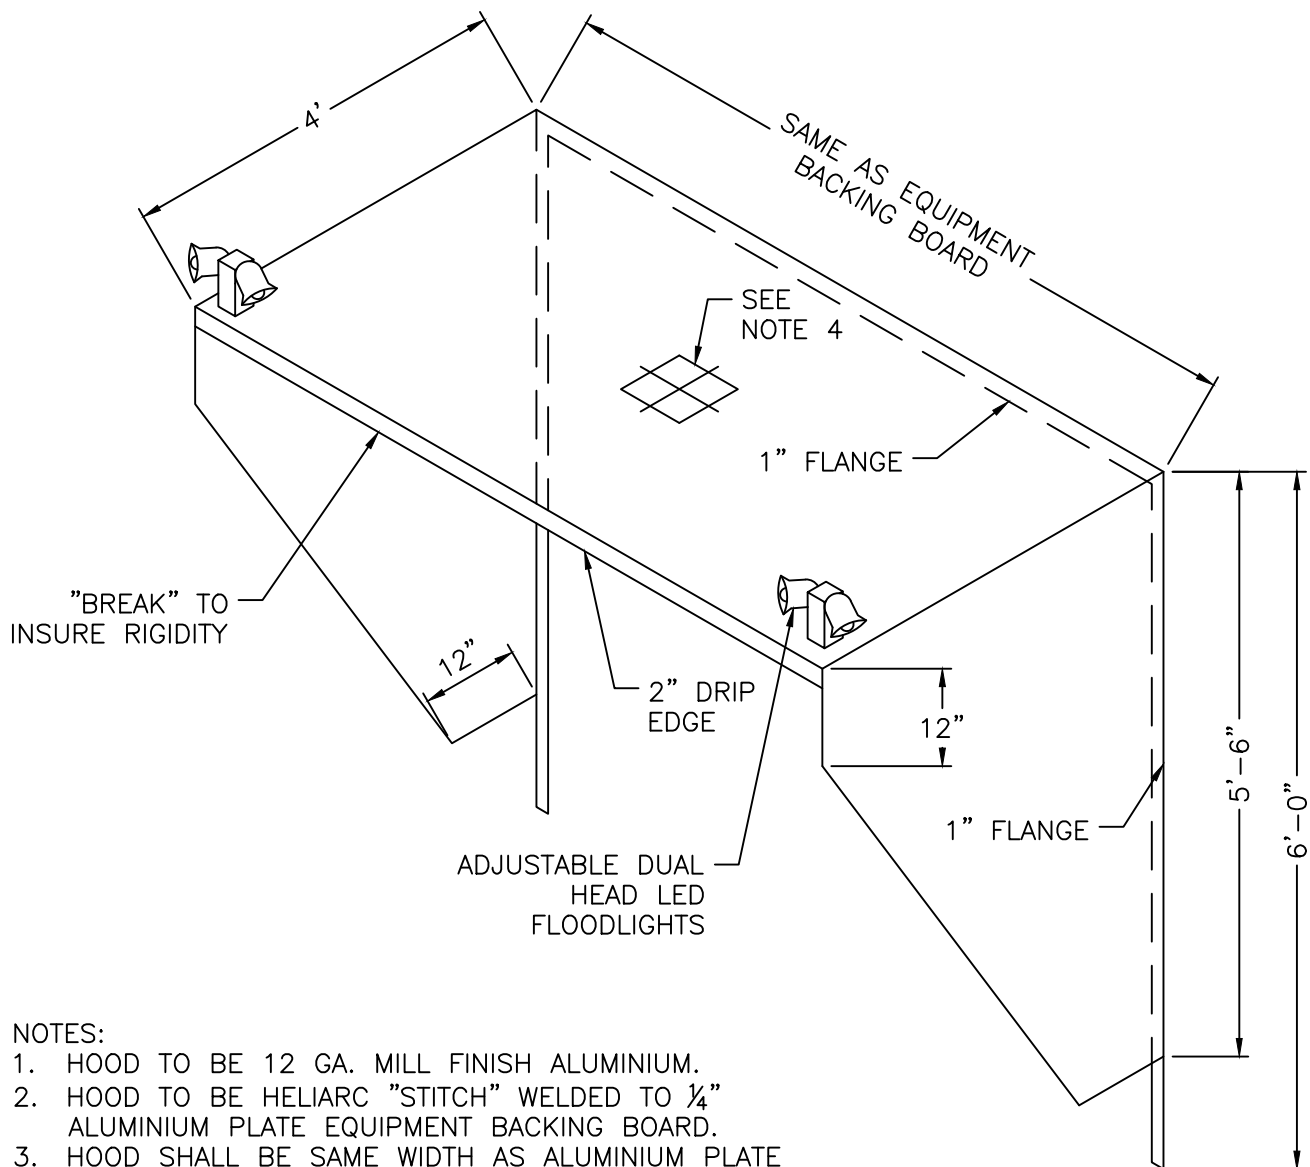 4'
SAME AS EQUIPMENT
BACKING BOARD
SEE
NOTE 4
1” FLANGE
”BREAK” TO
INSURE RIGIDITY
12”
2” DRIP
EDGE
12”
5'-6”
6'-0”
1” FLANGE
ADJUSTABLE DUAL
HEAD LED
FLOODLIGHTS
NOTES:
1. HOOD TO BE 12 GA. MILL FINISH ALUMINIUM.
2. HOOD TO BE HELIARC ”STITCH” WELDED TO ¼”
ALUMINIUM PLATE EQUIPMENT BACKING BOARD.
3. HOOD SHALL BE SAME WIDTH AS ALUMINIUM PLATE